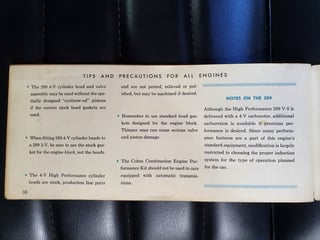 TIPS AND PRECAUTIONS FOR ALL ENGINES
• The 289 4-V cylinder head and valve
assembly may be used without the spe-
cially designed "eyebrow-ed" pistons
if the correct stock head gaskets are
used.
• When fitting 289 4-V cylinder heads to
a 289 2-V, be sure to use the stock gas-
ket for the engine block, not the heads.
• The 4-V High Performance cylinder
heads are stock, production line parts
36
and are not ported, relieved or pol-
ished, but may be machined if desired.
• Remember to use standard head gas-
kets designed for the engine block.
Thinner ones can cause serious valve
and piston damage.
• The Cobra Combination Engine Per-
formance Kit should not be used in cars
equipped with automatic transmis-
sions.
NOTES ON THE 289
Although the High Performance 289 V-8 is
delivered with a 4-V carburetor, additional
carburetion is available if premium per-
formance is desired. Since many perform-
ance features are a part of this engine's
standard equipment, modification is largely
restricted to choosing the proper induction
system for the type of operation planned
for the car.